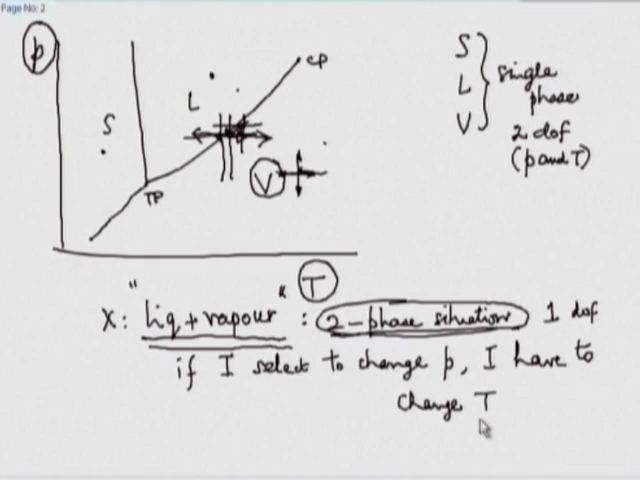 Page No: 2
p
CP
S
L
V
single
phase
2 dof
(p and T)
L
S
V
TP
T
X: "liq + vapour" : 2-phase situation 1 dof
if I select to change p, I have to
change T